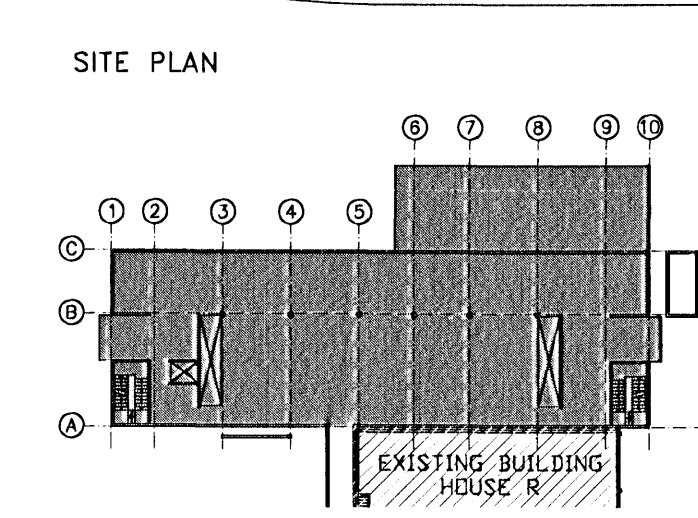 SITE PLAN
6 7 8 9 10
1 2 3 4 5
C
B
A
EXISTING BUILDING
HOUSE R